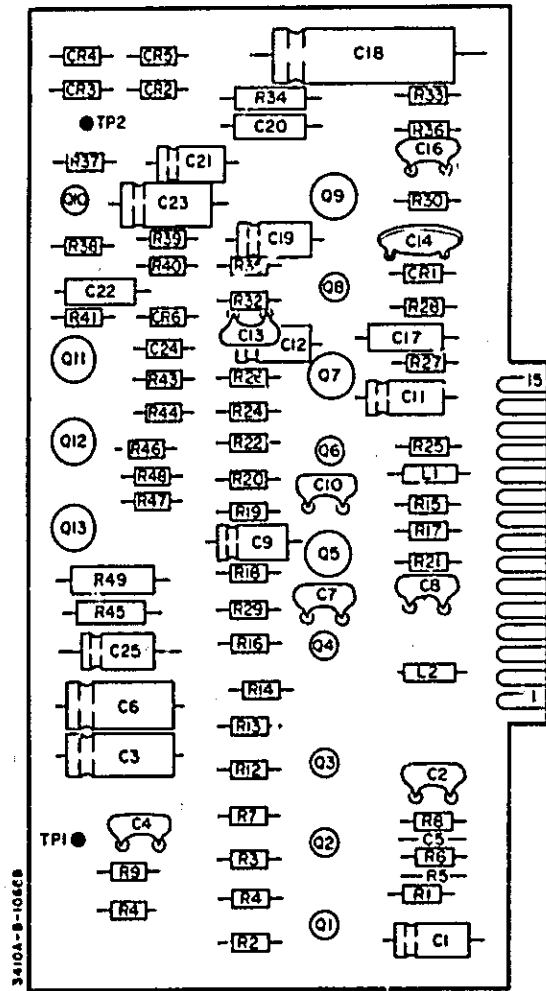 CR4 CR5 C18
CR3 CR2 R34 R33
TP2 C20 R36
R37 C21 C16
Q10 C23 Q9 R30
R38 R39 C19 C14
R40 CR1
C22 R32 Q8 R28
R41 CR6 C13 C12 C17
Q11 C24 R27
R43 Q7 15
R44 R24 C11
Q12 R46 R22 Q6 R25
R48 R20 C10 L1
R47 R19 R15
Q13 C9 Q5 R17
R49 R18 R21
R45 R29 C7 C8
C25 R16 Q4
C6 R14 L2 1
C3 R13
R12 Q3 C2
R7 R8
TP1 C4 Q2 C5
R9 R3 R6
R5
R4 R4 R1
R2 Q1 C1
3410A-B-1066B